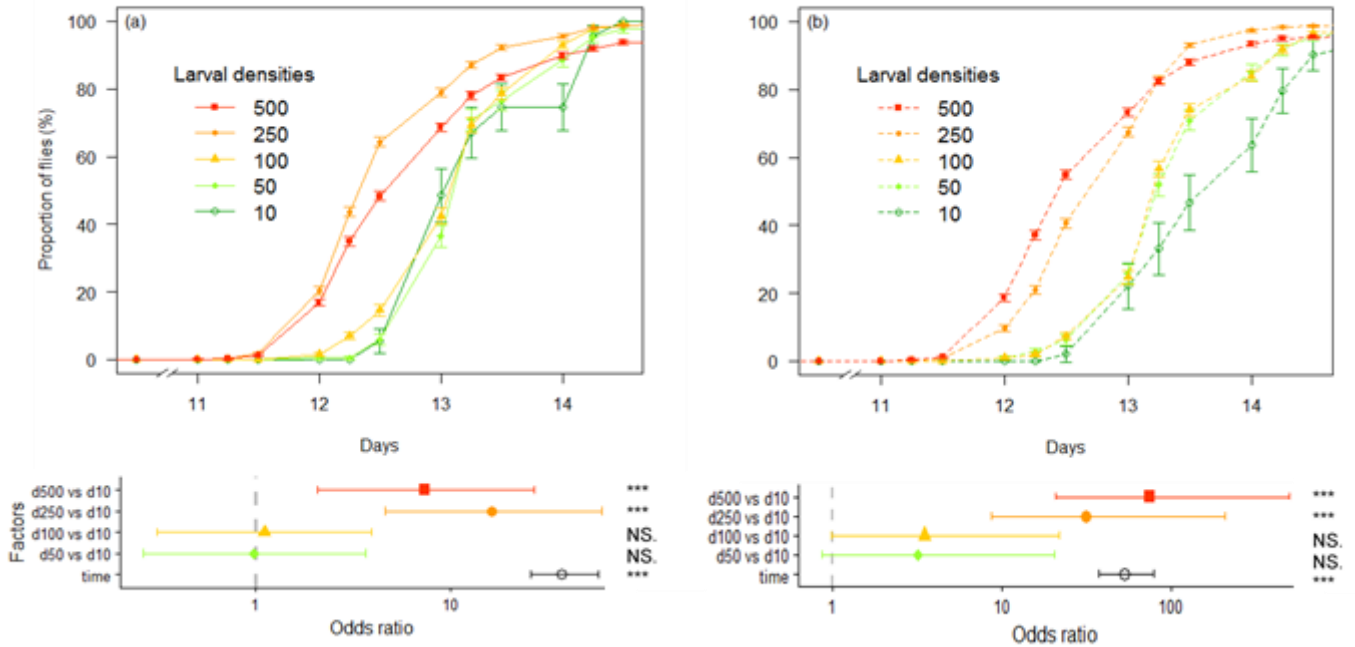 (a)
Proportion of flies (%)
100
80
60
40
20
0
Larval densities
500
250
100
50
10
11
12
13
14
Days
Factors
d500 vs d10
***
d250 vs d10
***
d100 vs d10
NS.
d50 vs d10
NS.
time
***
1
10
Odds ratio
(b)
100
80
60
40
20
0
Larval densities
500
250
100
50
10
11
12
13
14
Days
d500 vs d10
***
d250 vs d10
***
d100 vs d10
NS.
d50 vs d10
NS.
time
***
1
10
100
Odds ratio